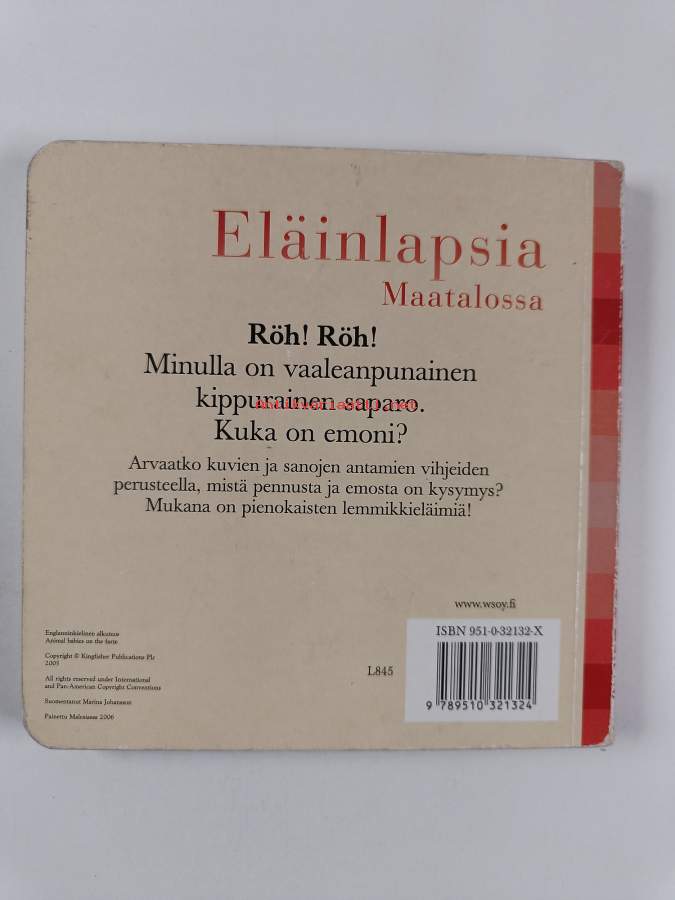 Eläinlapsia
Maatalossa
Röh! Röh!
Minulla on vaaleanpunainen
kippurainen saparo.
Antikvariaatti.net
Kuka on emoni?
Arvaatko kuvien ja sanojen antamien vihjeiden
perusteella, mistä pennusta ja emosta on kysymys?
Mukana on pienokaisten lemmikkieläimiä!
www.wsoy.fi
ISBN 951-0-32132-X
9 789510 321324
L845
Englanninkielinen alkuteos
Animal babies on the farm
Copyright © Kingfisher Publications Plc
2005
All rights reserved under International
and Pan-American Copyright Conventions
Suomentanut Marina Johansson
Painettu Malesiassa 2006